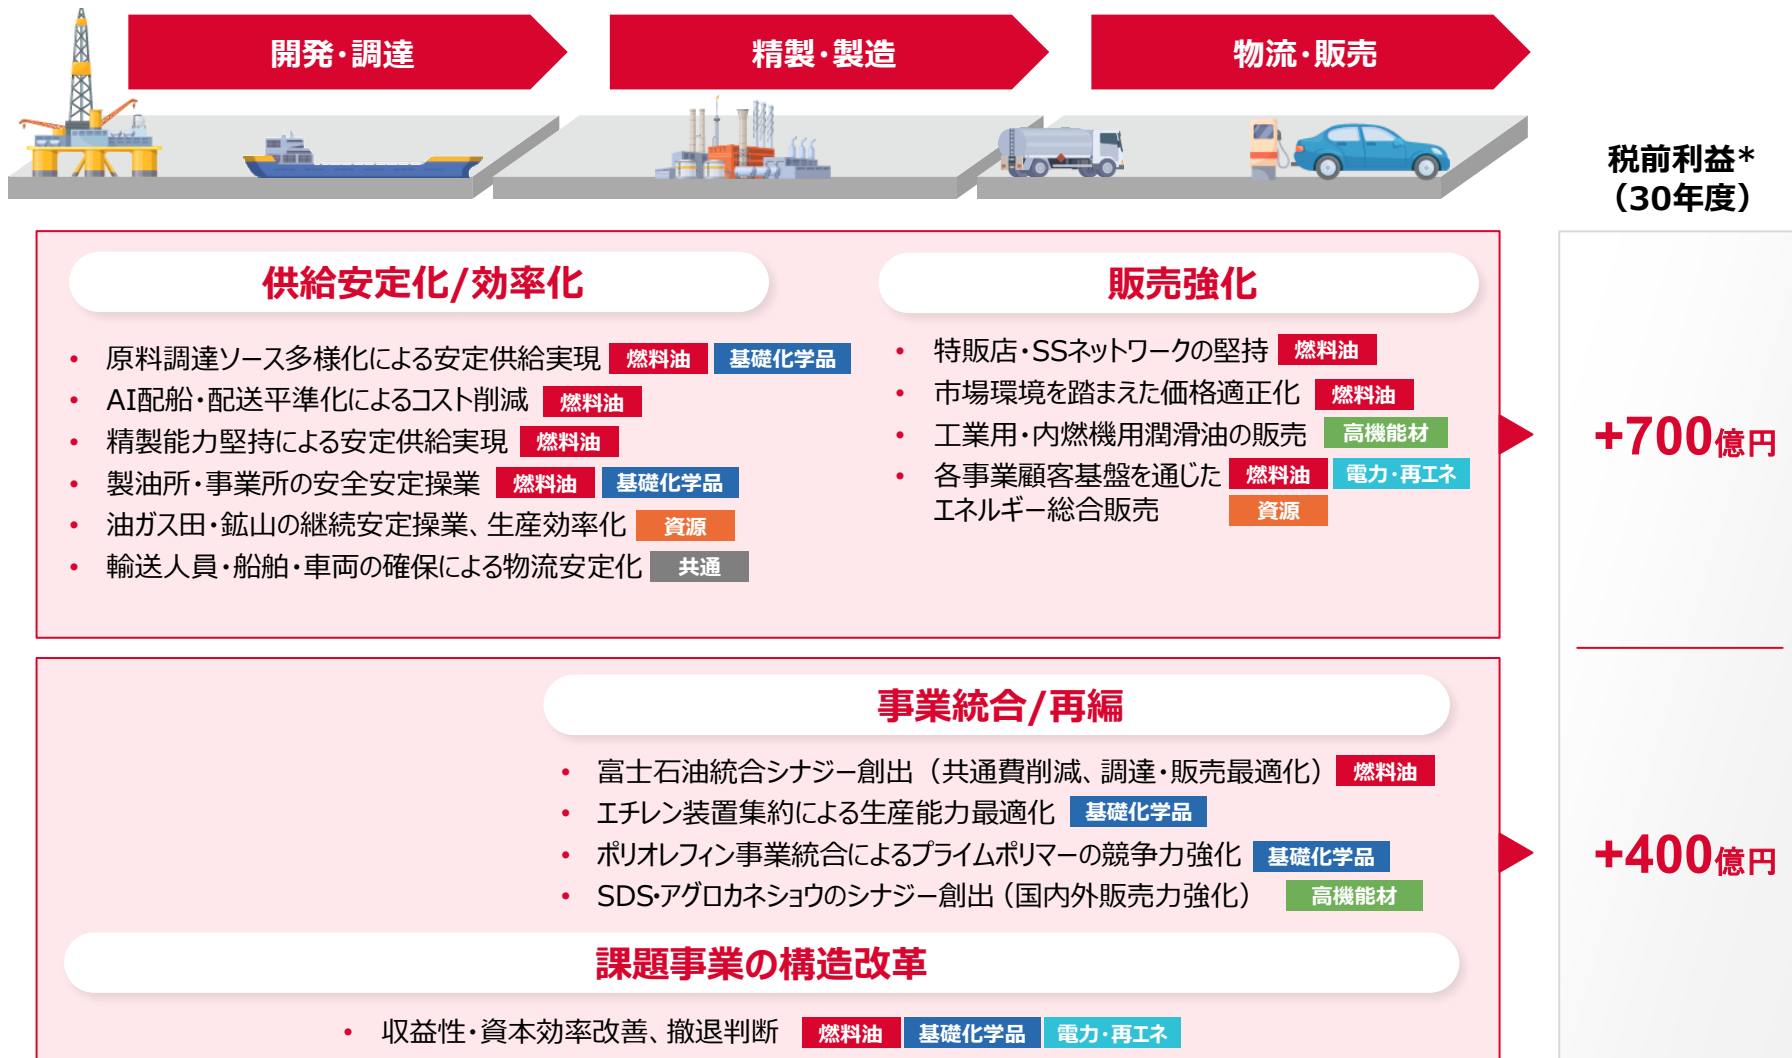 開発・調達
精製・製造
物流・販売
税前利益*
（30年度）
供給安定化/効率化
• 原料調達ソース多様化による安定供給実現 燃料油 基礎化学品
• AI配船・配送平準化によるコスト削減 燃料油
• 精製能力堅持による安定供給実現 燃料油
• 製油所・事業所の安全安定操業 燃料油 基礎化学品
• 油ガス田・鉱山の継続安定操業、生産効率化 資源
• 輸送人員・船舶・車両の確保による物流安定化 共通
販売強化
• 特販店・SSネットワークの堅持 燃料油
• 市場環境を踏まえた価格適正化 燃料油
• 工業用・内燃機用潤滑油の販売 高機能材
• 各事業顧客基盤を通じた 燃料油 電力・再エネ
エネルギー総合販売 資源
+700億円
事業統合/再編
• 富士石油統合シナジー創出（共通費削減、調達・販売最適化） 燃料油
• エチレン装置集約による生産能力最適化 基礎化学品
• ポリオレフィン事業統合によるプライムポリマーの競争力強化 基礎化学品
• SDS・アグロカネショウのシナジー創出（国内外販売力強化） 高機能材
+400億円
課題事業の構造改革
• 収益性・資本効率改善、撤退判断 燃料油 基礎化学品 電力・再エネ